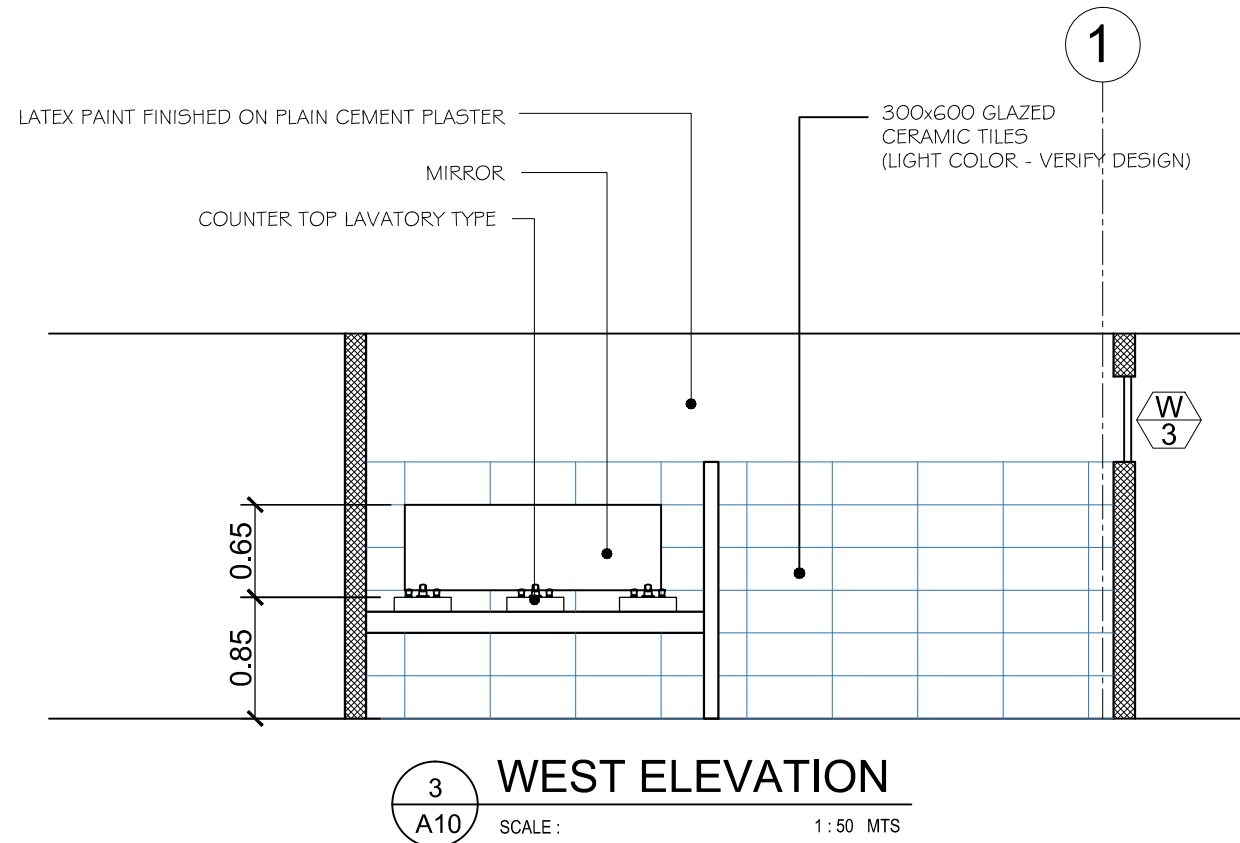 1
LATEX PAINT FINISHED ON PLAIN CEMENT PLASTER
300x600 GLAZED
CERAMIC TILES
(LIGHT COLOR - VERIFY DESIGN)
MIRROR
COUNTER TOP LAVATORY TYPE
W
3
0.65
0.85
3
A10
WEST ELEVATION
SCALE : 1 : 50 MTS